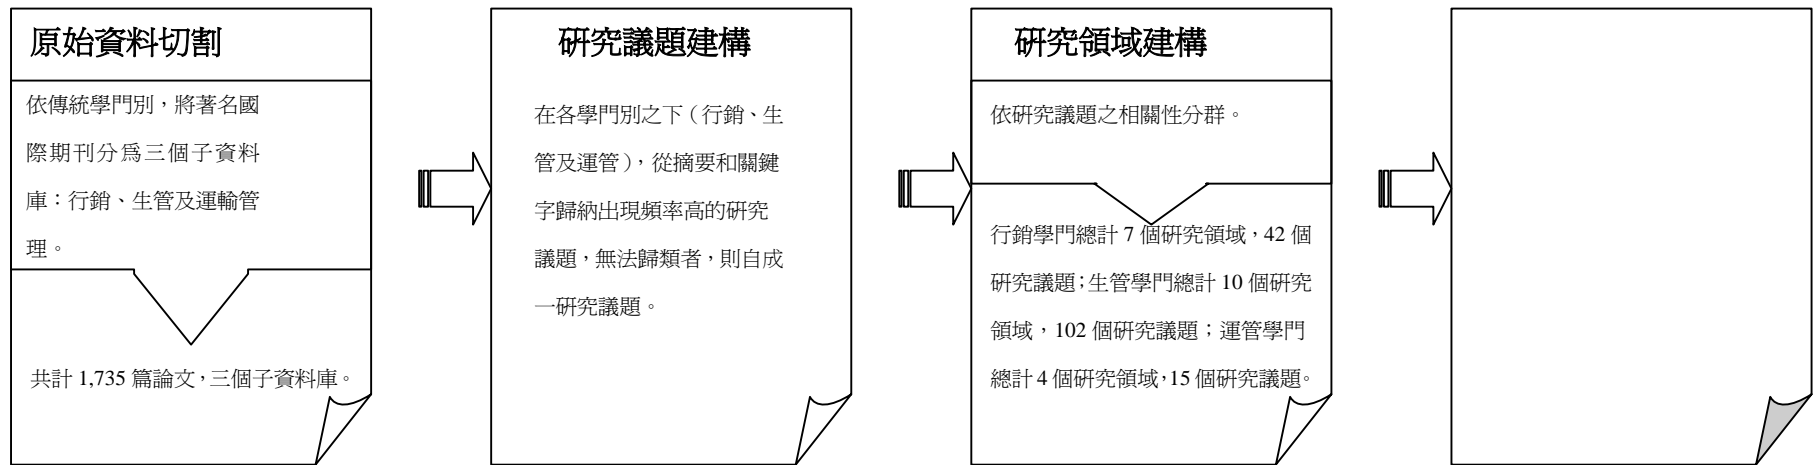 原始資料切割
依傳統學門別，將著名國
際期刊分為三個子資料
庫：行銷、生管及運輸管
理。
共計 1,735 篇論文，三個子資料庫。
研究議題建構
在各學門別之下（行銷、生
管及運管），從摘要和關鍵
字歸納出現頻率高的研究
議題，無法歸類者，則自成
一研究議題。
研究領域建構
依研究議題之相關性分群。
行銷學門總計 7 個研究領域，42 個
研究議題；生管學門總計 10 個研究
領域，102 個研究議題；運管學門
總計 4 個研究領域，15 個研究議題。